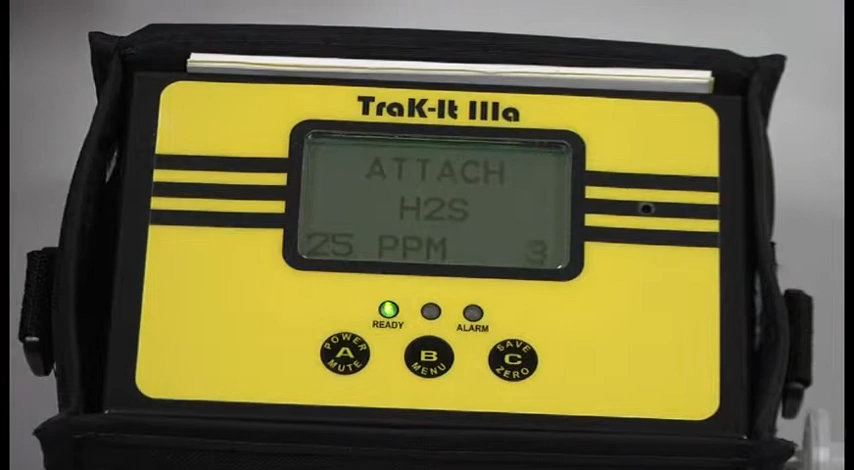 TraK-It IIIa
ATTACH
H2S
25 PPM 3
READY
ALARM
POWER A MUTE
B MENU
SAVE C ZERO